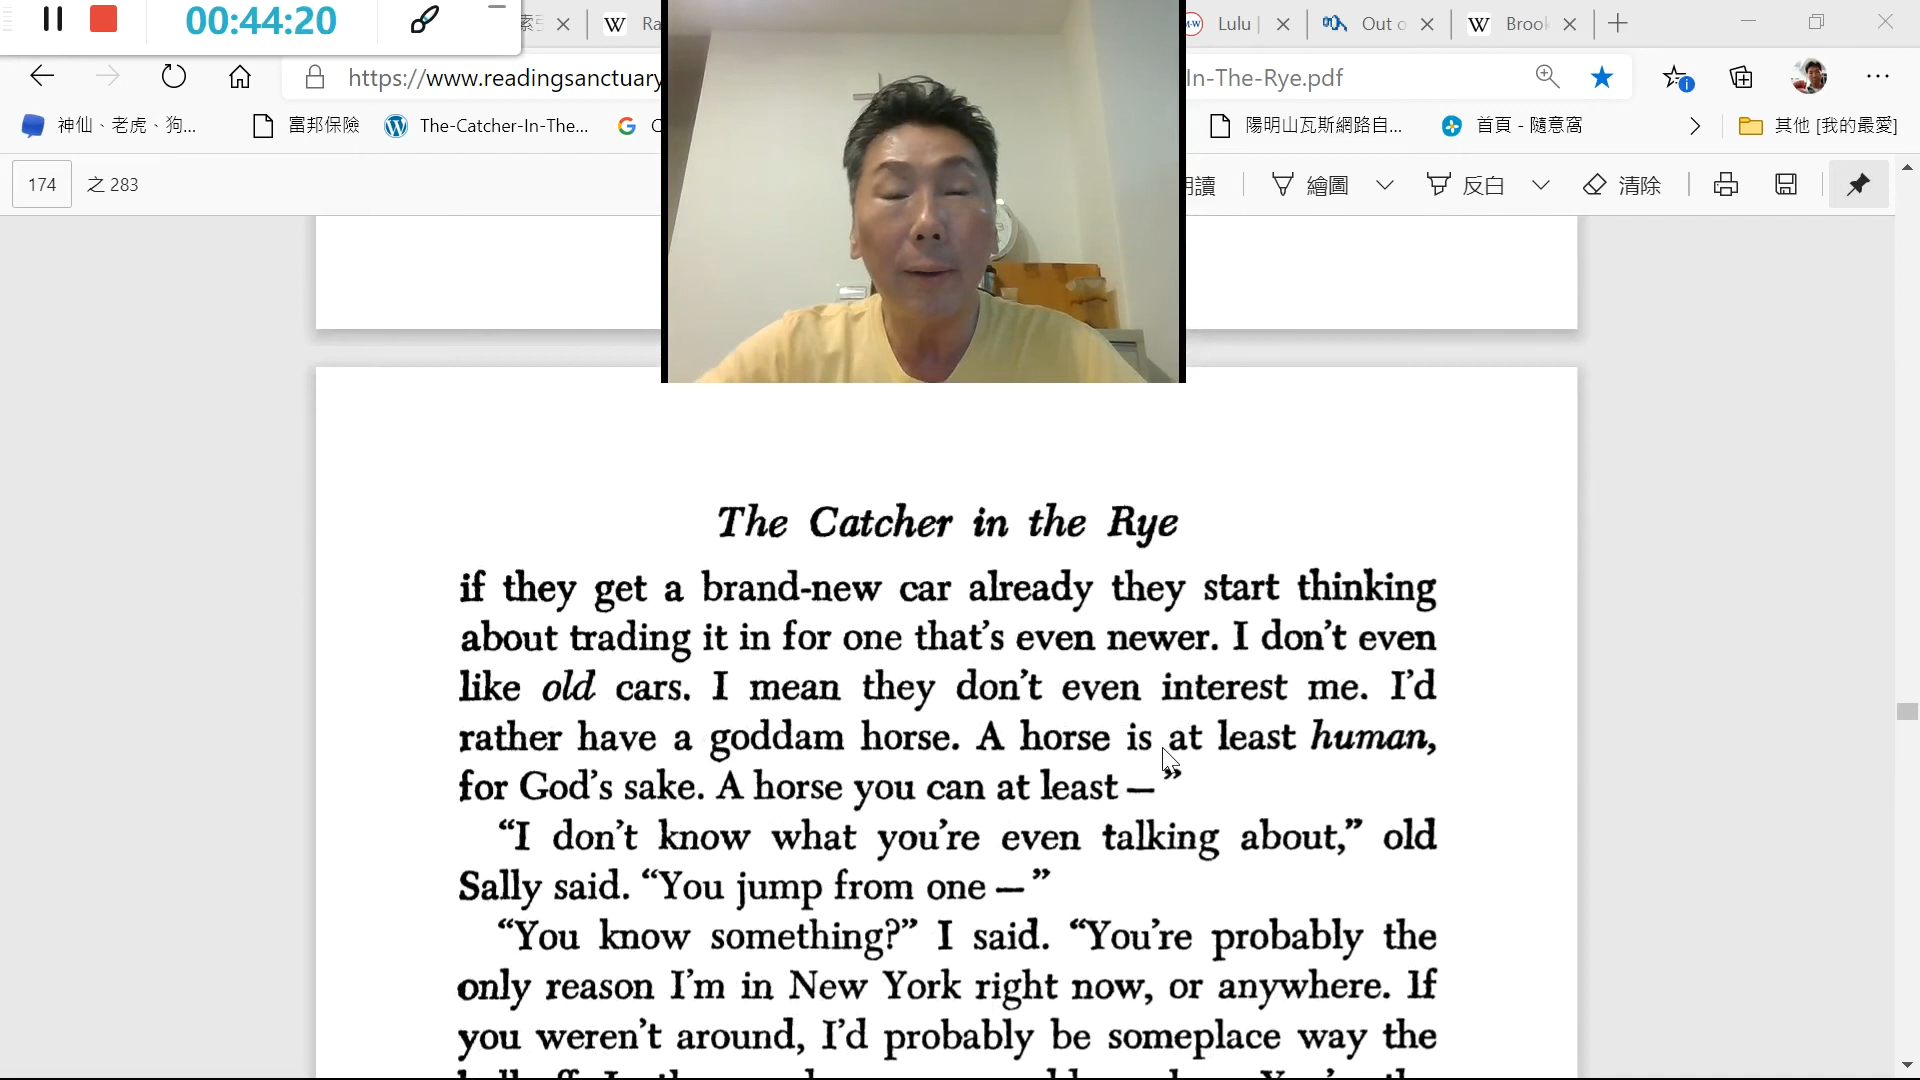 00:44:20
索引
Ra
Lulu |
Out o
Brook
https://www.readingsanctuary
In-The-Rye.pdf
神仙、老虎、狗...
富邦保險
The-Catcher-In-The...
陽明山瓦斯網路自...
首頁 - 隨意窩
其他 [我的最愛]
174
之 283
朗讀
繪圖
反白
清除
The Catcher in the Rye
if they get a brand-new car already they start thinking
about trading it in for one that's even newer. I don't even
like old cars. I mean they don't even interest me. I'd
rather have a goddam horse. A horse is at least human,
for God's sake. A horse you can at least—"
"I don't know what you're even talking about," old
Sally said. "You jump from one—"
"You know something?" I said. "You're probably the
only reason I'm in New York right now, or anywhere. If
you weren't around, I'd probably be someplace way the